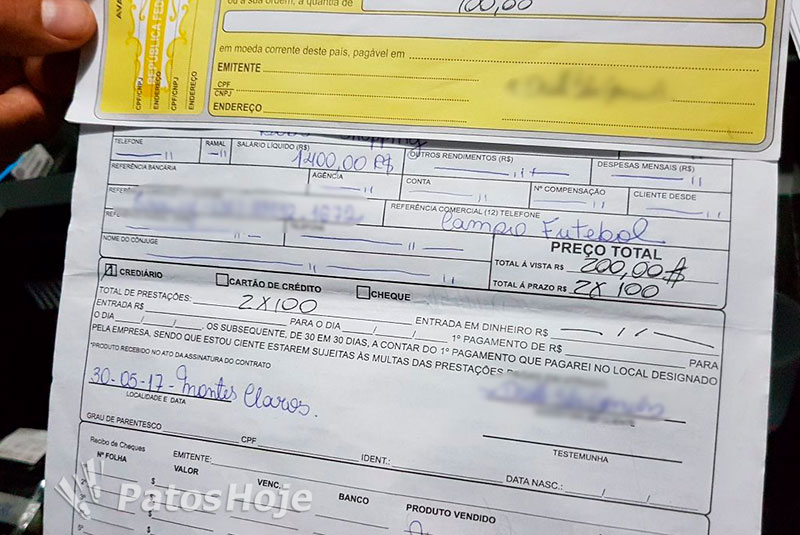 AVA
REPUBLICA FED
CPF/CNPJ
ENDEREÇO
CPF/CNPJ
ENDEREÇO
ou à sua ordem, a quantia de 100,00
em moeda corrente deste país, pagável em
EMITENTE
CPF
CNPJ
ENDEREÇO
TELEFONE
RAMAL
SALÁRIO LÍQUIDO (R$) 1400,00 R$
OUTROS RENDIMENTOS (R$)
DESPESAS MENSAIS (R$)
REFERÊNCIA BANCÁRIA
AGÊNCIA
CONTA
Nº COMPENSAÇÃO
CLIENTE DESDE
REFERÊNCIA COMERCIAL (12) TELEFONE
Campo Futebol
NOME DO CÔNJUGE
PREÇO TOTAL
TOTAL Á VISTA R$ 200,00
TOTAL Á PRAZO R$ 2 X 100
CREDIÁRIO CARTÃO DE CRÉDITO CHEQUE
TOTAL DE PRESTAÇÕES: 2 X 100 ENTRADA EM DINHEIRO R$
ENTRADA R$ PARA O DIA / / 1º PAGAMENTO DE R$ PARA
O DIA / / . OS SUBSEQUENTE, DE 30 EM 30 DIAS, A CONTAR DO 1º PAGAMENTO QUE PAGAREI NO LOCAL DESIGNADO
PELA EMPRESA, SENDO QUE ESTOU CIENTE ESTAREM SUJEITAS ÀS MULTAS DAS PRESTAÇÕES
*PRODUTO RECEBIDO NO ATO DA ASSINATURA DO CONTRATO
30-05-17 - Montes Claros.
LOCALIDADE E DATA
TESTEMUNHA
GRAU DE PARENTESCO CPF
EMITENTE: IDENT.: DATA NASC.: / /
Recibo de Cheques
Nº FOLHA VALOR VENC. BANCO PRODUTO VENDIDO
$
$
$
PatosHoje